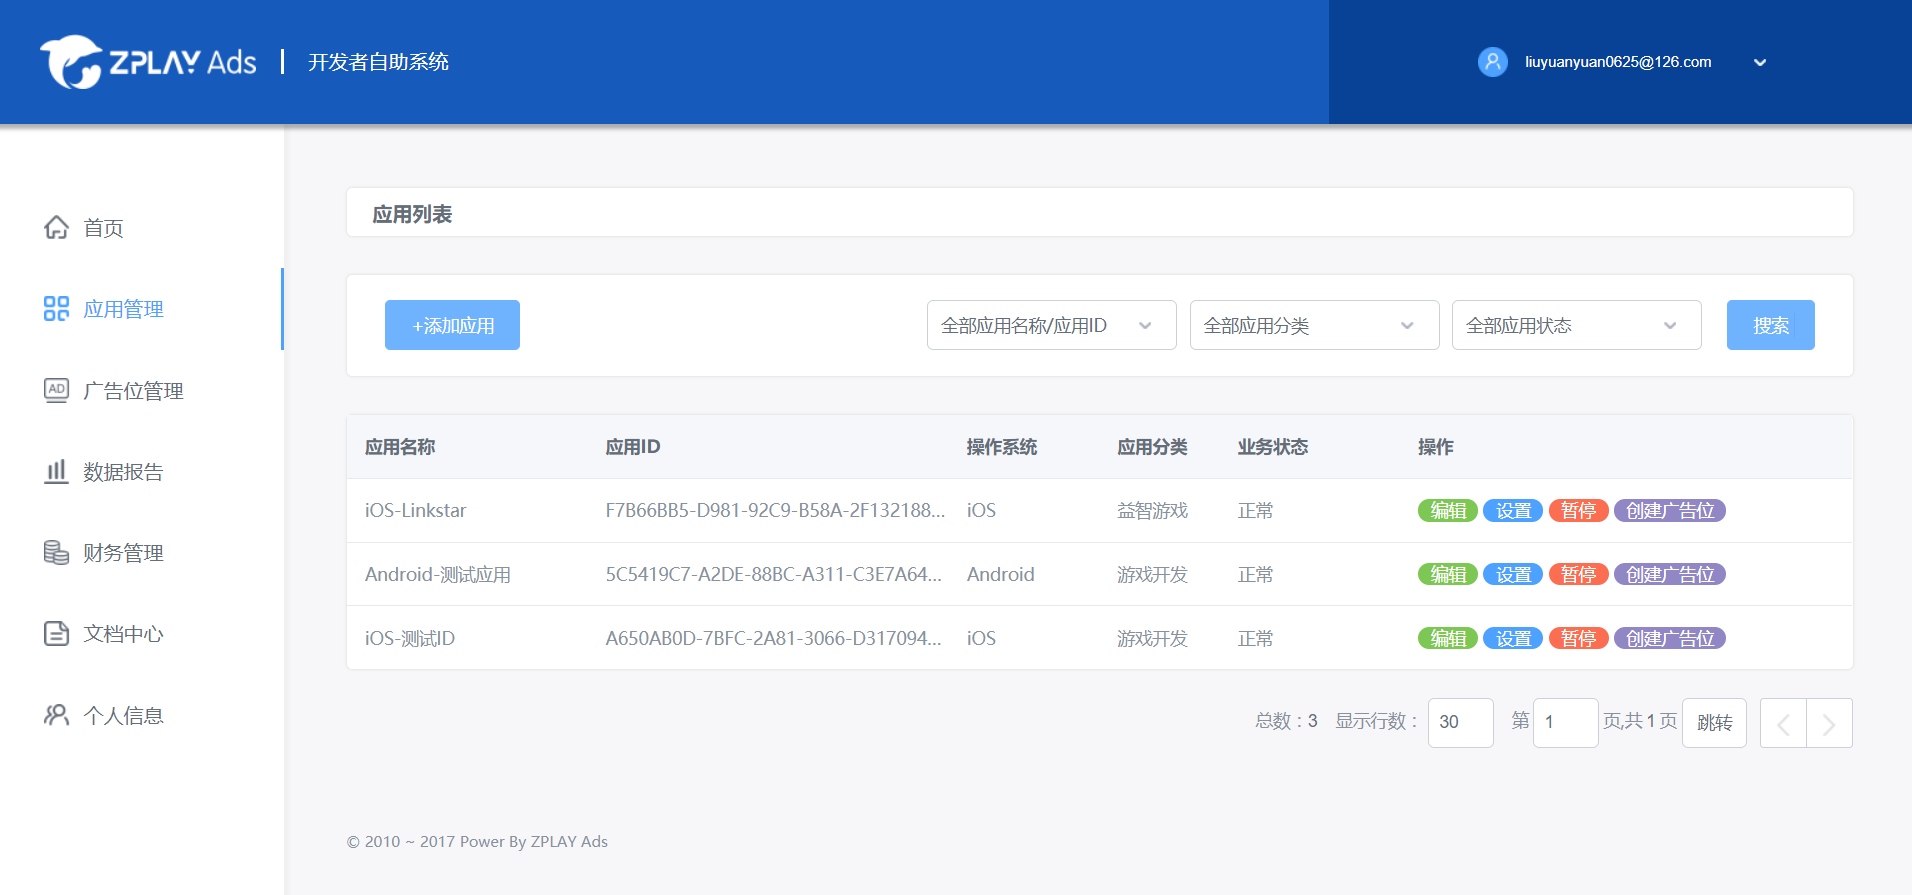 ZPLAY Ads | 开发者自助系统
liuyuanyuan0625@126.com
首页
应用管理
AD 广告位管理
数据报告
财务管理
文档中心
个人信息
应用列表
+添加应用 全部应用名称/应用ID 全部应用分类 全部应用状态 搜索
应用名称 应用ID 操作系统 应用分类 业务状态 操作
iOS-Linkstar F7B66BB5-D981-92C9-B58A-2F132188... iOS 益智游戏 正常 编辑 设置 暂停 创建广告位
Android-测试应用 5C5419C7-A2DE-88BC-A311-C3E7A64... Android 游戏开发 正常 编辑 设置 暂停 创建广告位
iOS-测试ID A650AB0D-7BFC-2A81-3066-D317094... iOS 游戏开发 正常 编辑 设置 暂停 创建广告位
总数：3 显示行数： 30 第 1 页,共 1 页 跳转
© 2010 ~ 2017 Power By ZPLAY Ads